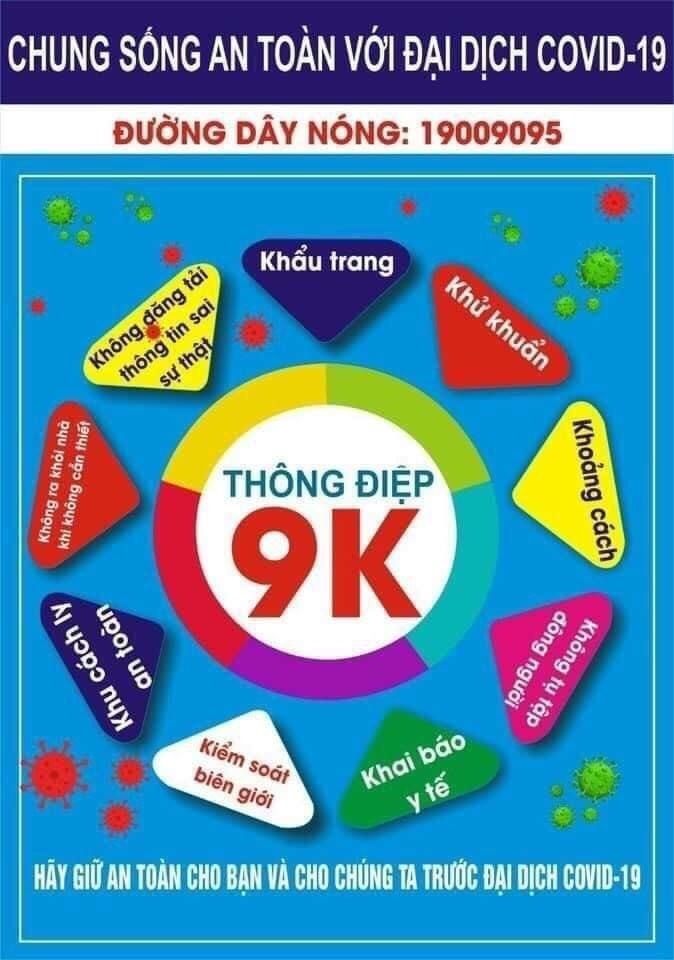 CHUNG SỐNG AN TOÀN VỚI ĐẠI DỊCH COVID-19
ĐƯỜNG DÂY NÓNG: 19009095
Khẩu trang
Khử khuẩn
Khoảng cách
Không tụ tập
đông người
Khai báo
y tế
Kiểm soát
biên giới
Khu cách ly
an toàn
Không ra khỏi nhà
khi không cần thiết
Không đăng tải
thông tin sai
sự thật
THÔNG ĐIỆP
9K
HÃY GIỮ AN TOÀN CHO BẠN VÀ CHO CHÚNG TA TRƯỚC ĐẠI DỊCH COVID-19